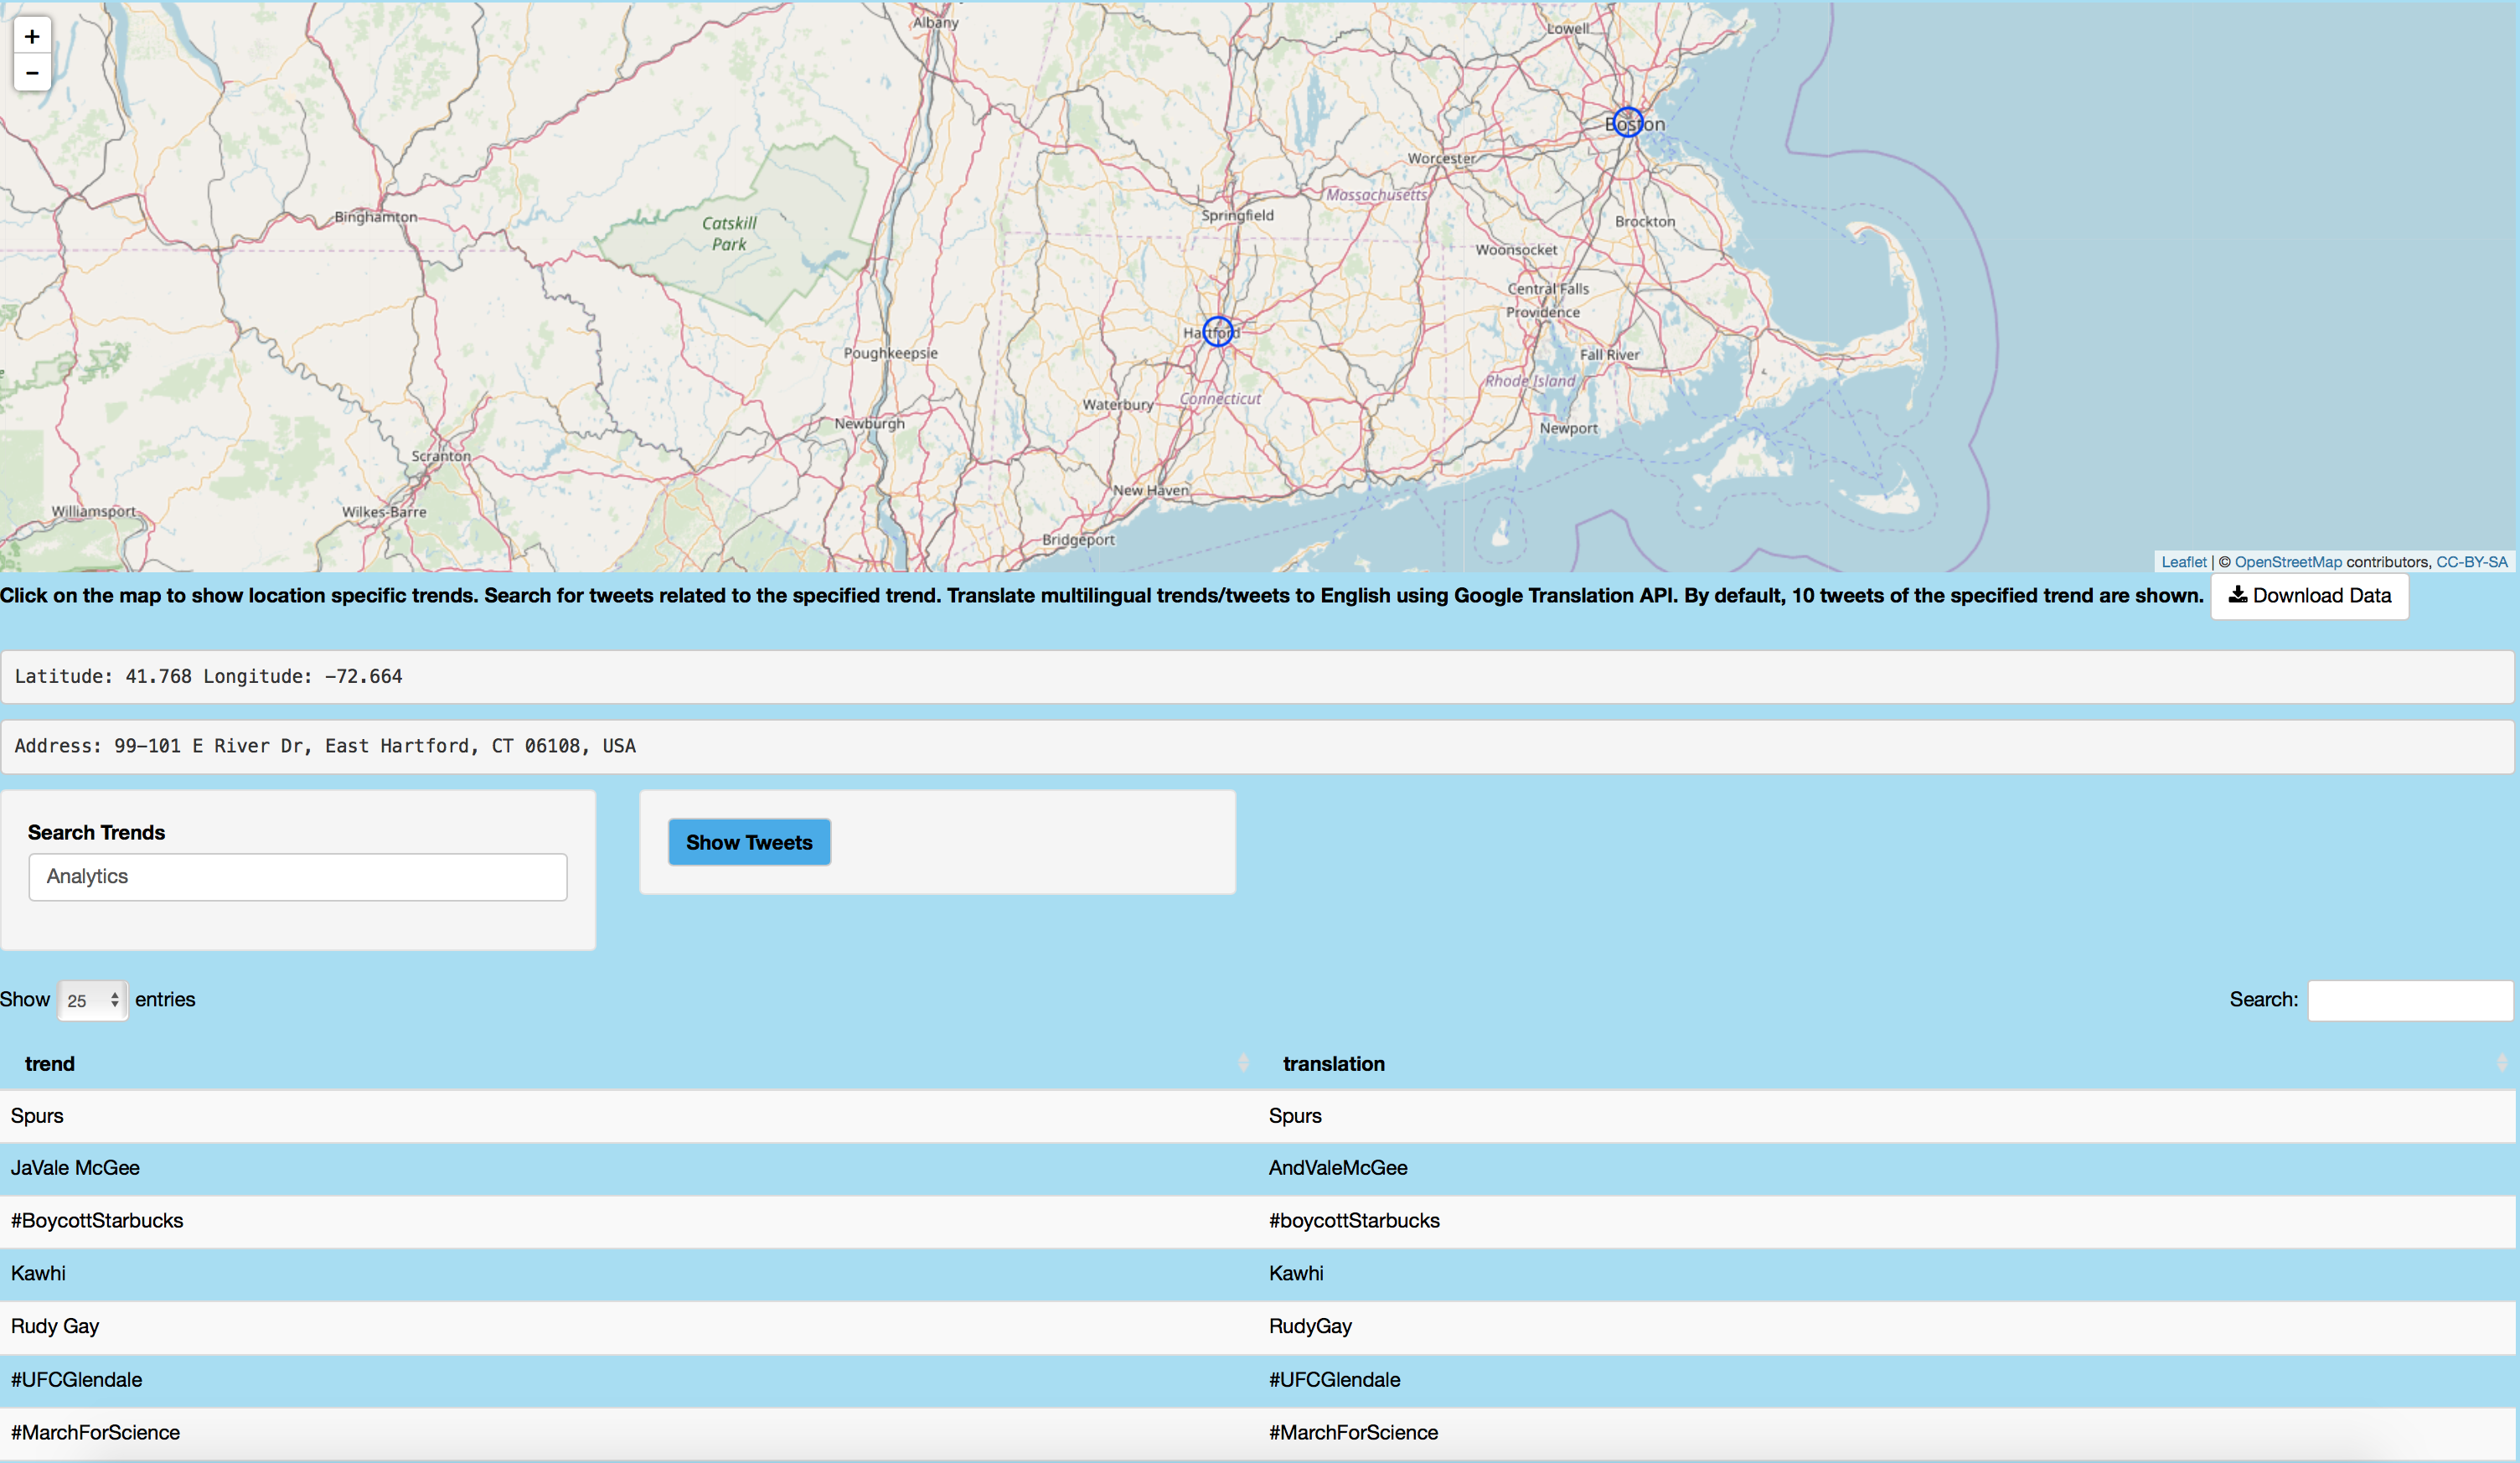 +
−
Albany
Lowell
Boston
Worcester
Massachusetts
Springfield
Binghamton
Catskill
Park
Brockton
Woonsocket
Central Falls
Providence
Hartford
Poughkeepsie
Fall River
Rhode Island
Connecticut
Waterbury
Newburgh
Newport
Scranton
New Haven
Williamsport
Wilkes-Barre
Bridgeport
Leaflet | © OpenStreetMap contributors, CC-BY-SA
Click on the map to show location specific trends. Search for tweets related to the specified trend. Translate multilingual trends/tweets to English using Google Translation API. By default, 10 tweets of the specified trend are shown. Download Data
Latitude: 41.768 Longitude: -72.664
Address: 99-101 E River Dr, East Hartford, CT 06108, USA
Search Trends
Analytics
Show Tweets
Show 25 entries
Search:
trend translation
Spurs Spurs
JaVale McGee AndValeMcGee
#BoycottStarbucks #boycottStarbucks
Kawhi Kawhi
Rudy Gay RudyGay
#UFCGlendale #UFCGlendale
#MarchForScience #MarchForScience